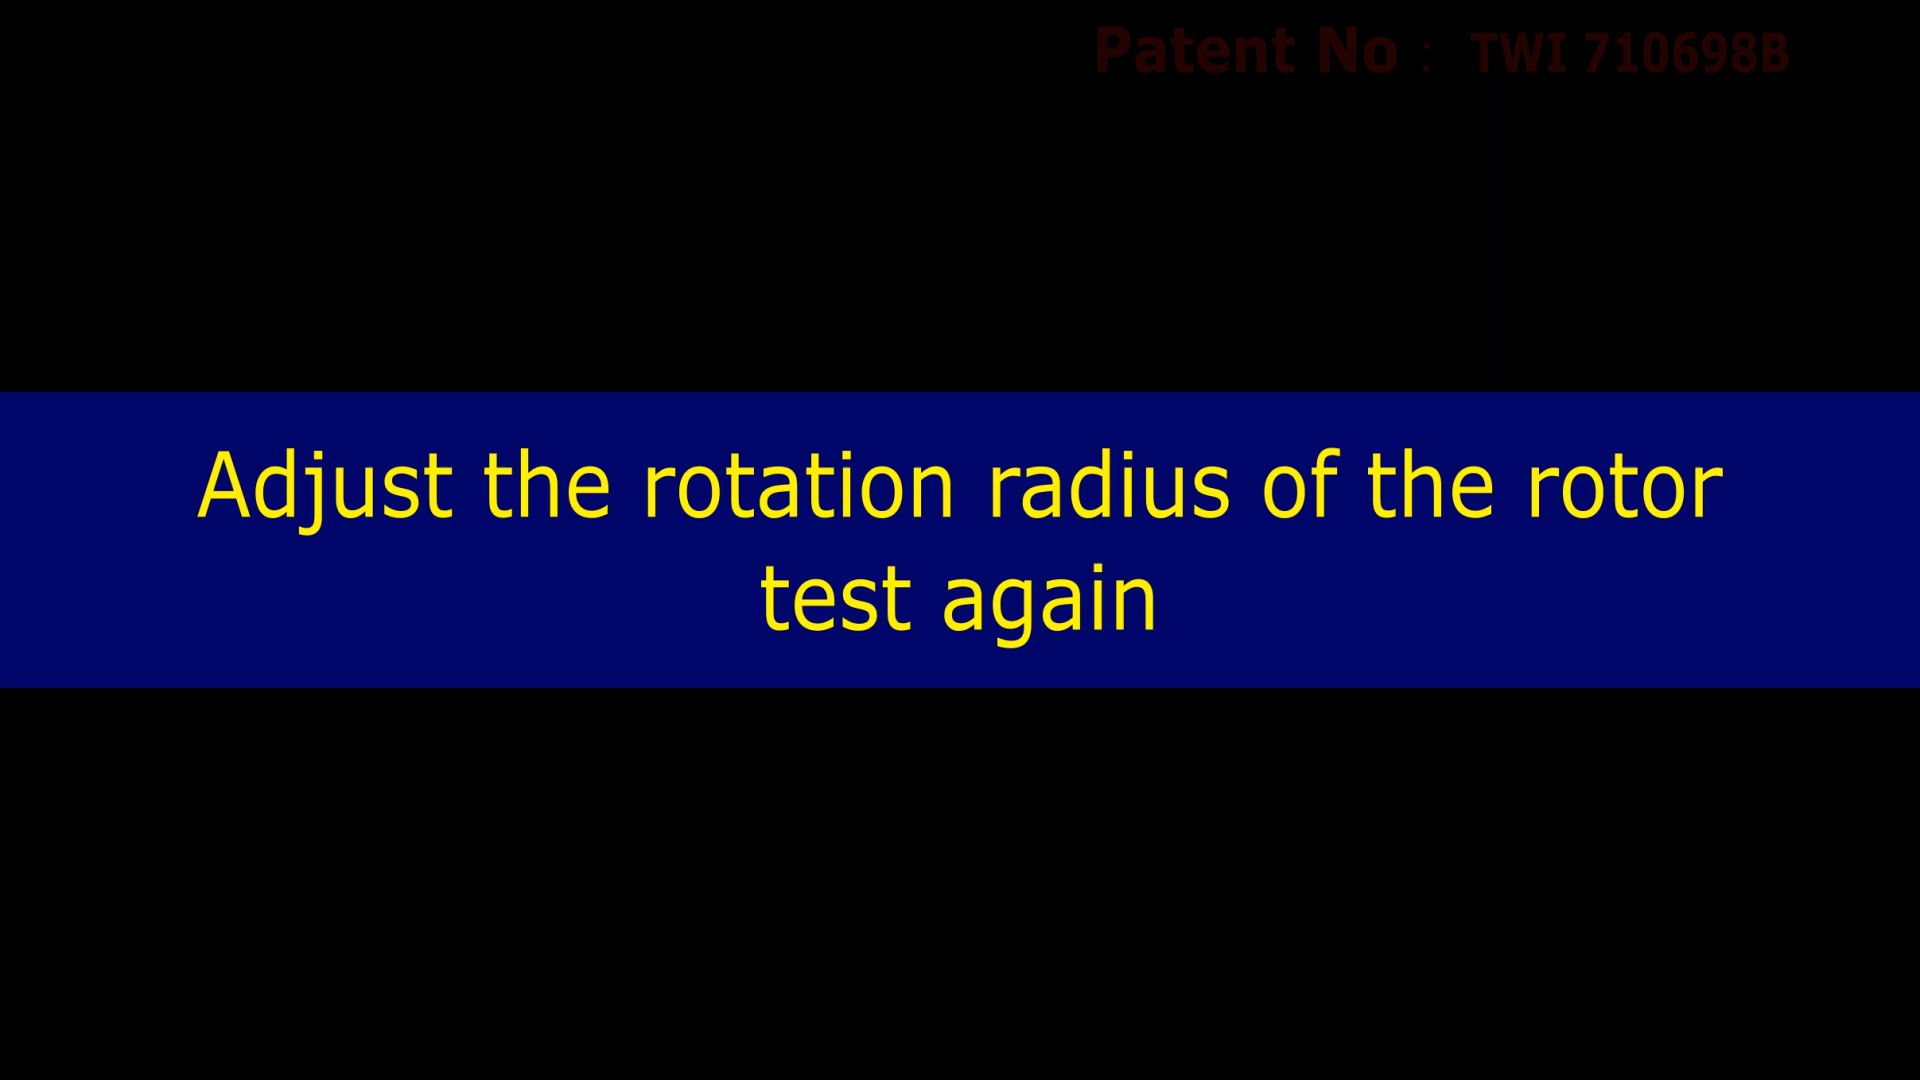 Patent No： TWI 710698B
Adjust the rotation radius of the rotor
test again